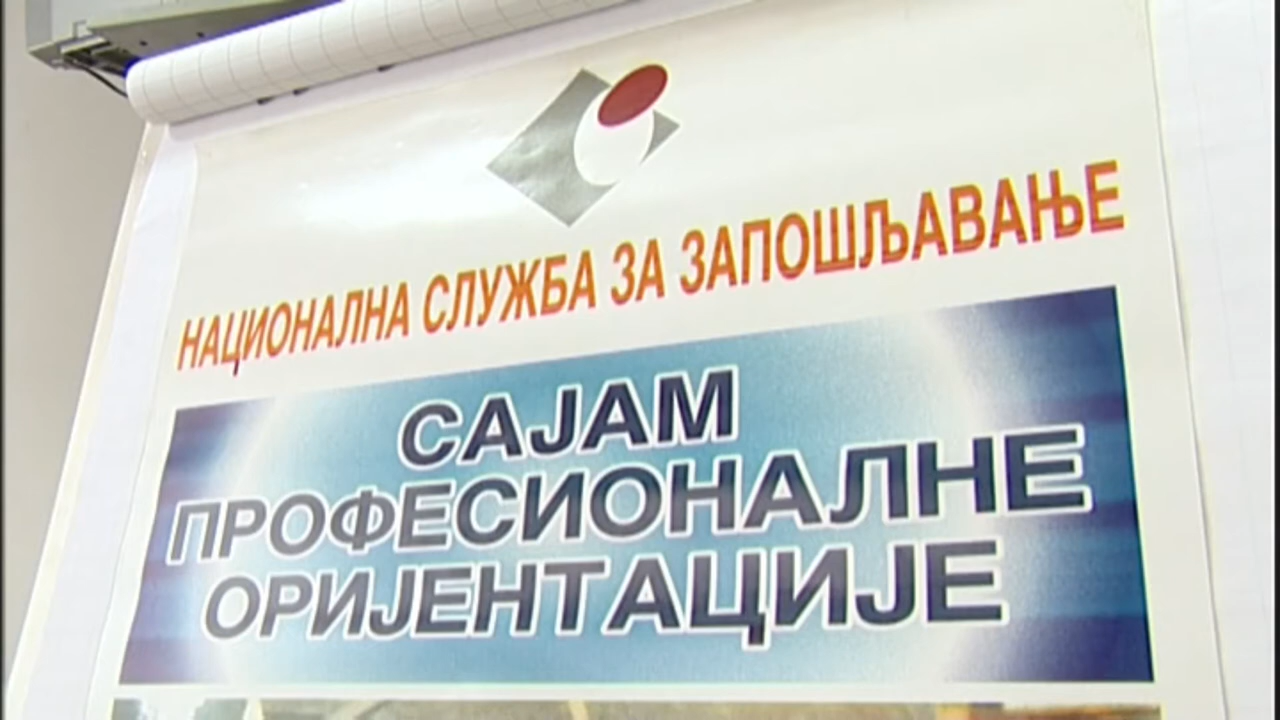 НАЦИОНАЛНА СЛУЖБА ЗА ЗАПОШЉАВАЊЕ
САЈАМ
ПРОФЕСИОНАЛНЕ
ОРИЈЕНТАЦИЈЕ